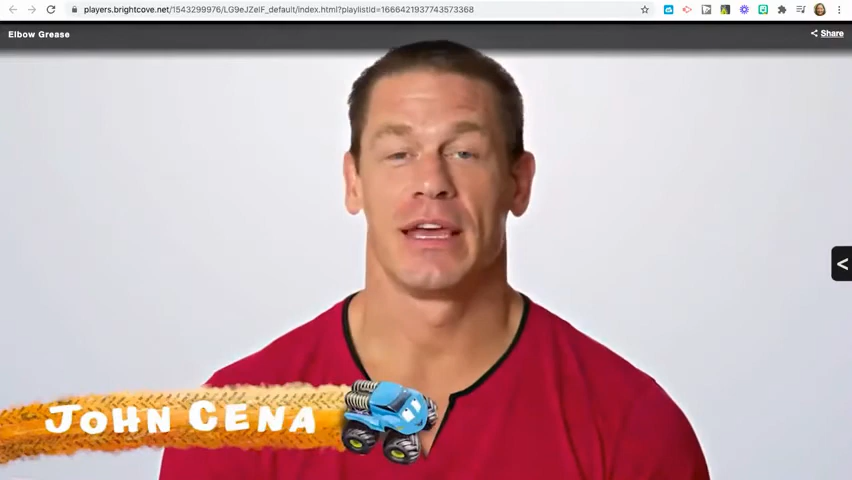 players.brightcove.net/1543299976/LG9eJZeIF_default/index.html?playlistId=1666421937743573368
Elbow Grease
Share
JOHN CENA